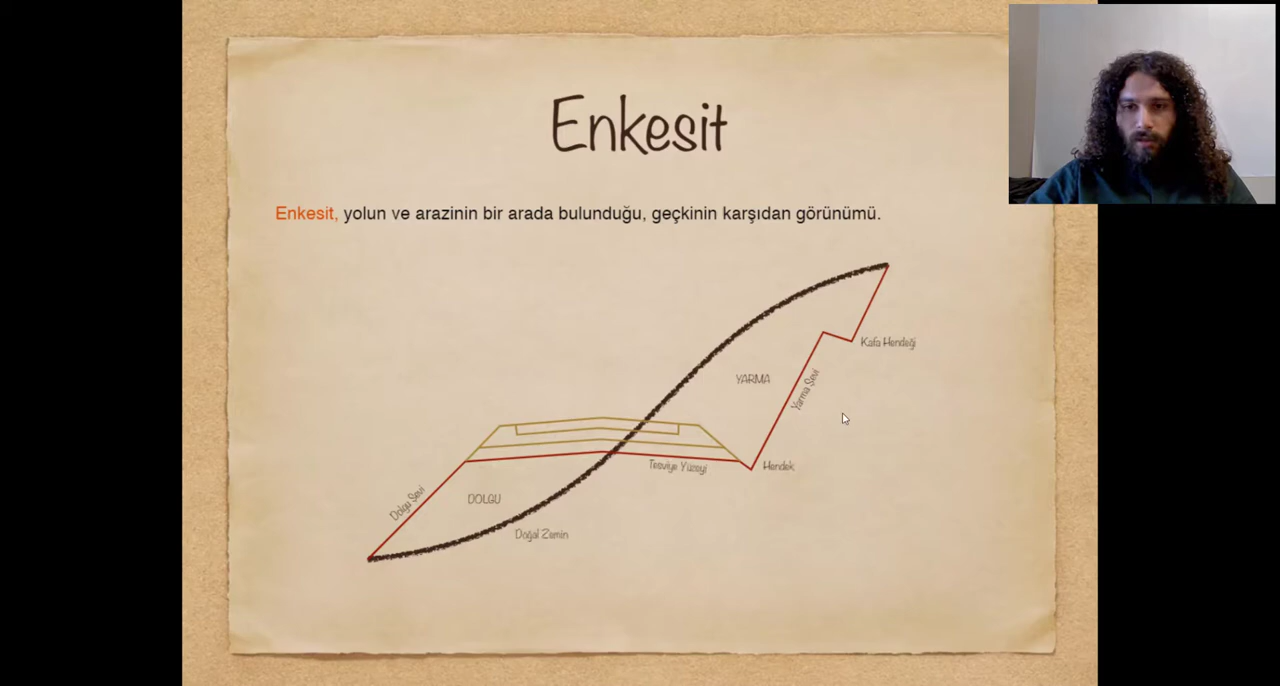 Enkesit
Enkesit, yolun ve arazinin bir arada bulunduğu, geçkinin karşıdan görünümü.
Kafa Hendeği
YARMA
Yarma Şevi
Tesviye Yüzeyi
Hendek
Dolgu Şevi
DOLGU
Doğal Zemin